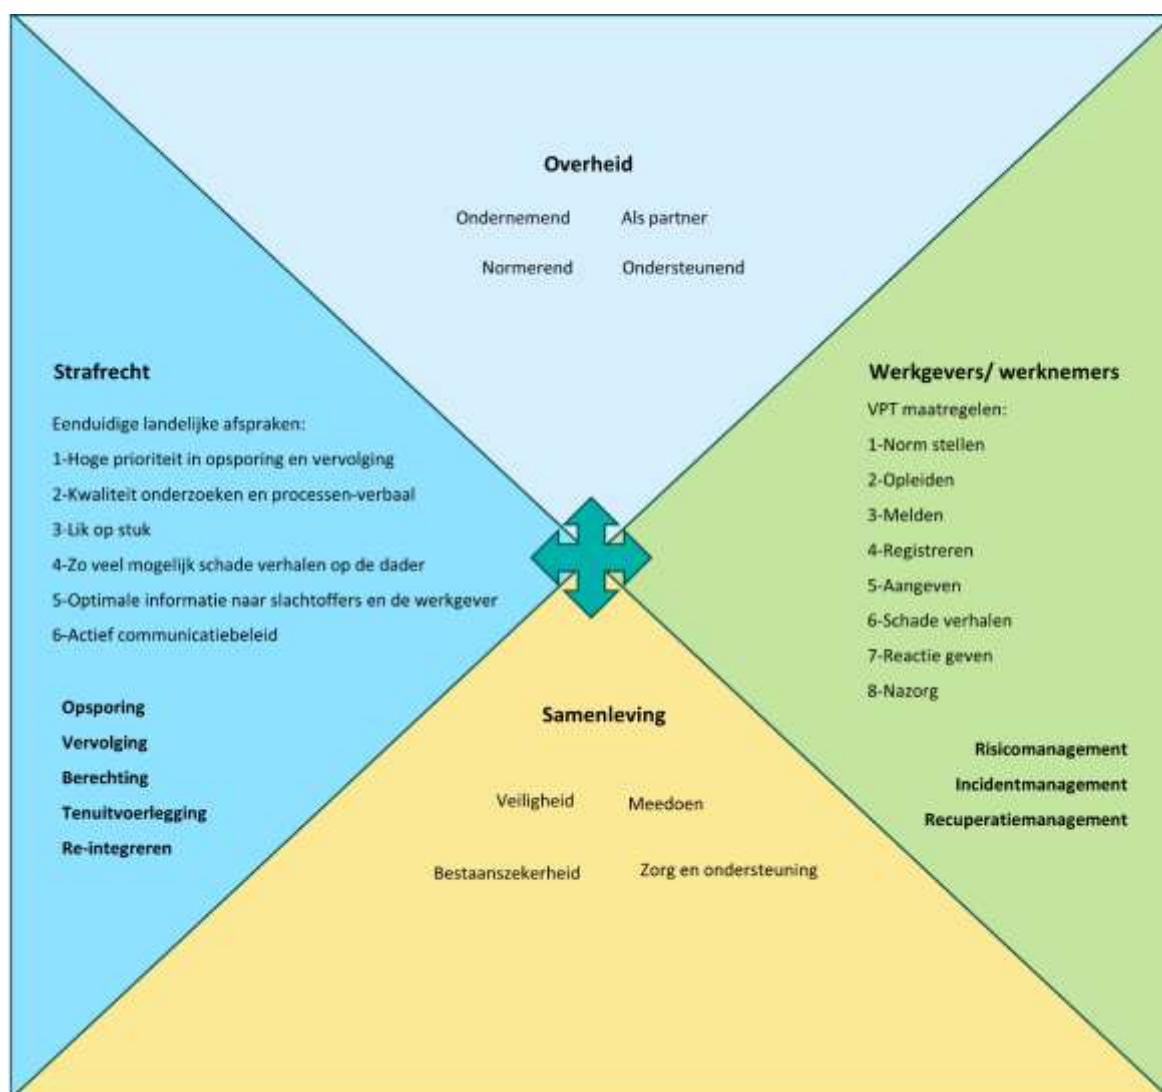 Overheid
Ondernemend Als partner
Normerend Ondersteunend
Strafrecht
Eenduidige landelijke afspraken:
1-Hoge prioriteit in opsporing en vervolging
2-Kwaliteit onderzoeken en processen-verbaal
3-Lik op stuk
4-Zo veel mogelijk schade verhalen op de dader
5-Optimale informatie naar slachtoffers en de werkgever
6-Actief communicatiebeleid
Opsporing
Vervolging
Berechting
Tenuitvoerlegging
Re-integreren
Werkgevers/ werknemers
VPT maatregelen:
1-Norm stellen
2-Opleiden
3-Melden
4-Registreren
5-Aangeven
6-Schade verhalen
7-Reactie geven
8-Nazorg
Risicomanagement
Incidentmanagement
Recuperatiemanagement
Samenleving
Veiligheid Meedoen
Bestaanszekerheid Zorg en ondersteuning